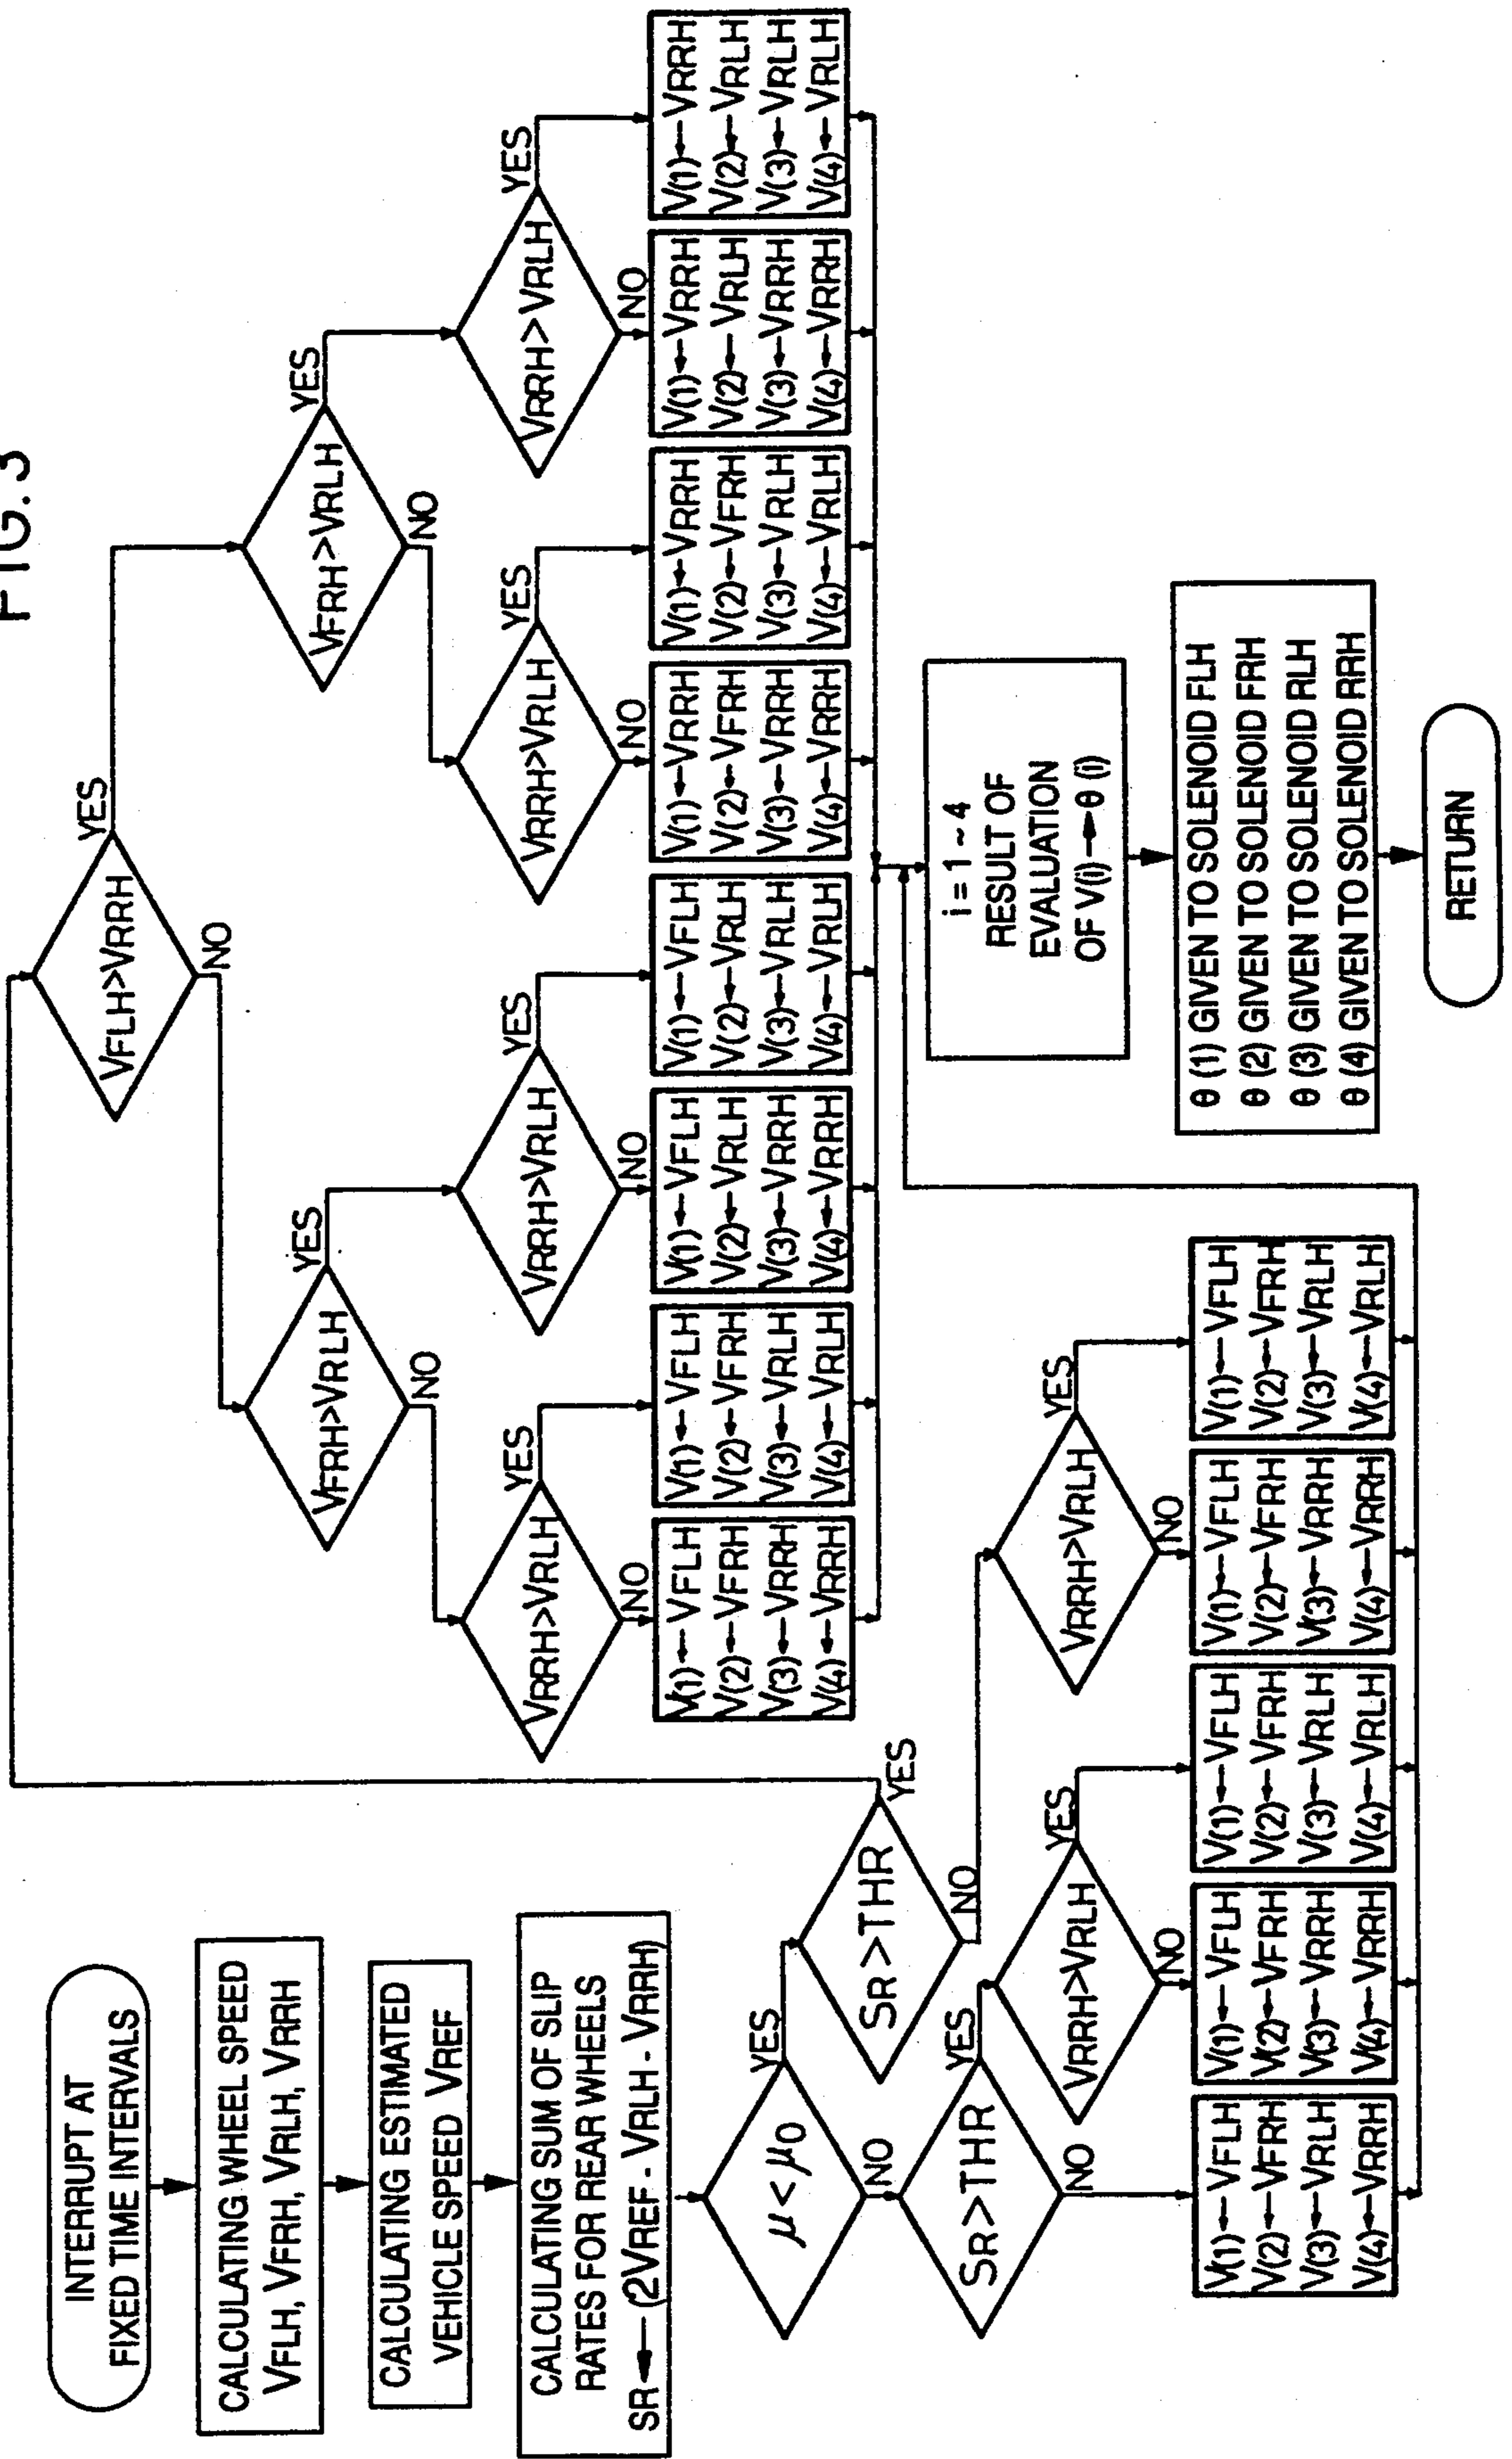 FIG. 3
INTERRUPT AT
FIXED TIME INTERVALS
CALCULATING WHEEL SPEED
VFLH, VFRH, VRLH, VRRH
CALCULATING ESTIMATED
VEHICLE SPEED VREF
CALCULATING SUM OF SLIP
RATES FOR REAR WHEELS
SR ← (2VREF - VRLH - VRRH)
μ < μ0
YES
NO
SR > THR
YES
NO
SR > THR
YES
NO
VFLH > VRRH
YES
NO
VFRH > VRLH
YES
NO
VFRH > VRLH
YES
NO
VRRH > VRLH
YES
NO
VRRH > VRLH
YES
NO
VRRH > VRLH
YES
NO
VRRH > VRLH
YES
NO
V(1) ← VFLH
V(2) ← VFRH
V(3) ← VRRH
V(4) ← VRRH
V(1) ← VFLH
V(2) ← VFRH
V(3) ← VRLH
V(4) ← VRLH
V(1) ← VFLH
V(2) ← VRLH
V(3) ← VRRH
V(4) ← VRRH
V(1) ← VFLH
V(2) ← VRLH
V(3) ← VRLH
V(4) ← VRLH
V(1) ← VRRH
V(2) ← VFRH
V(3) ← VRRH
V(4) ← VRRH
V(1) ← VRRH
V(2) ← VFRH
V(3) ← VRLH
V(4) ← VRLH
V(1) ← VRRH
V(2) ← VRLH
V(3) ← VRRH
V(4) ← VRRH
V(1) ← VRRH
V(2) ← VRLH
V(3) ← VRLH
V(4) ← VRLH
VRRH > VRLH
YES
NO
VRRH > VRLH
YES
NO
V(1) ← VFLH
V(2) ← VFRH
V(3) ← VRLH
V(4) ← VRRH
V(1) ← VFLH
V(2) ← VFRH
V(3) ← VRRH
V(4) ← VRRH
V(1) ← VFLH
V(2) ← VFRH
V(3) ← VRLH
V(4) ← VRLH
V(1) ← VFLH
V(2) ← VFRH
V(3) ← VRRH
V(4) ← VRRH
V(1) ← VFLH
V(2) ← VFRH
V(3) ← VRLH
V(4) ← VRLH
i = 1 ~ 4
RESULT OF
EVALUATION
OF V(i) → θ (i)
θ (1) GIVEN TO SOLENOID FLH
θ (2) GIVEN TO SOLENOID FRH
θ (3) GIVEN TO SOLENOID RLH
θ (4) GIVEN TO SOLENOID RRH
RETURN